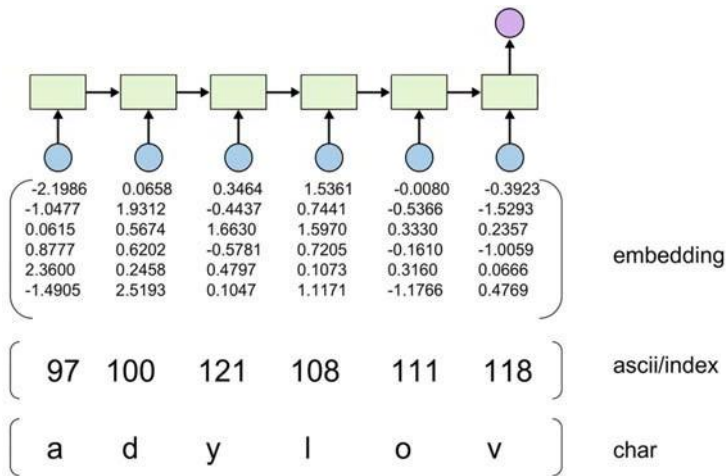 -2.1986 0.0658 0.3464 1.5361 -0.0080 -0.3923
-1.0477 1.9312 -0.4437 0.7441 -0.5366 -1.5293
0.0615 0.5674 1.6630 1.5970 0.3330 0.2357
0.8777 0.6202 -0.5781 0.7205 -0.1610 -1.0059
2.3600 0.2458 0.4797 0.1073 0.3160 0.0666
-1.4905 2.5193 0.1047 1.1171 -1.1766 0.4769
embedding
97 100 121 108 111 118 ascii/index
a d y l o v char